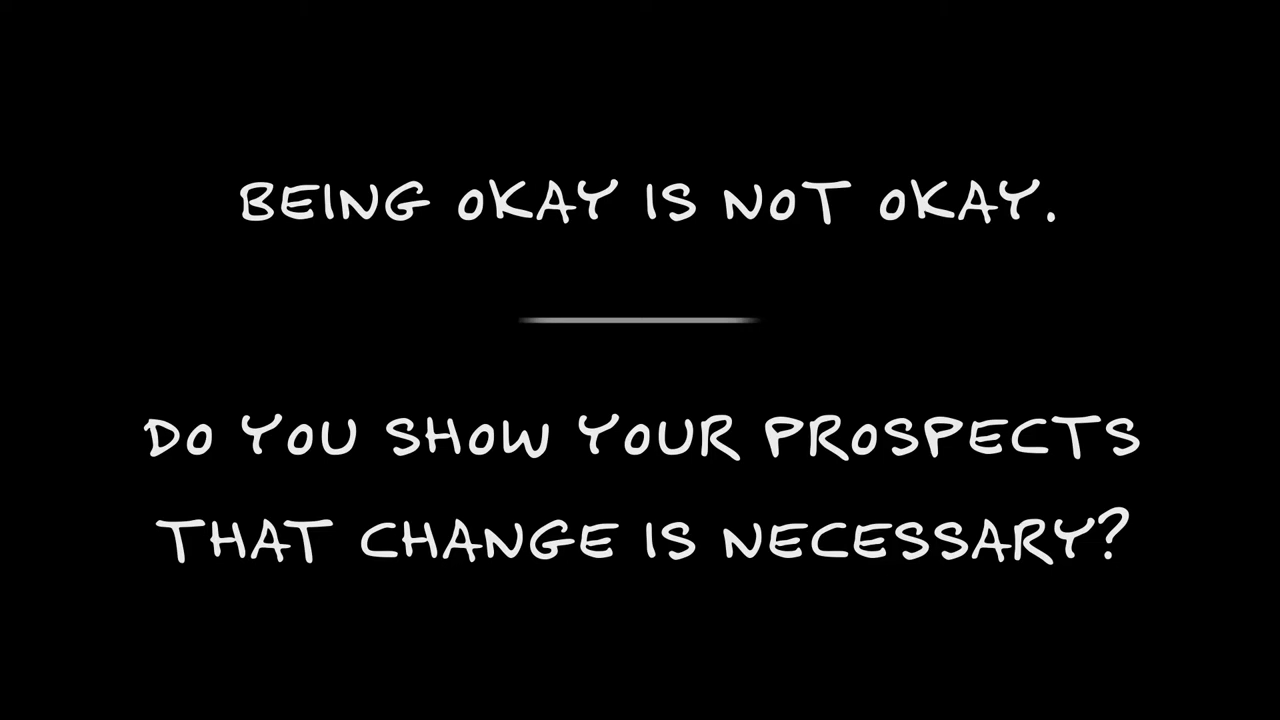 BEING OKAY IS NOT OKAY.
DO YOU SHOW YOUR PROSPECTS
THAT CHANGE IS NECESSARY?